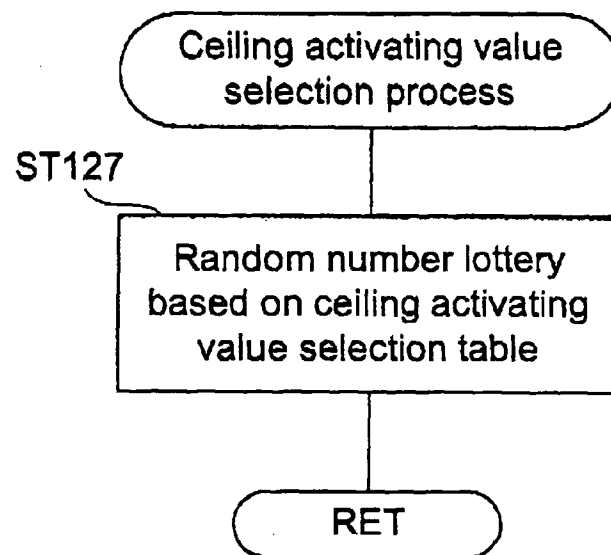 Ceiling activating value
selection process
ST127
Random number lottery
based on ceiling activating
value selection table
RET